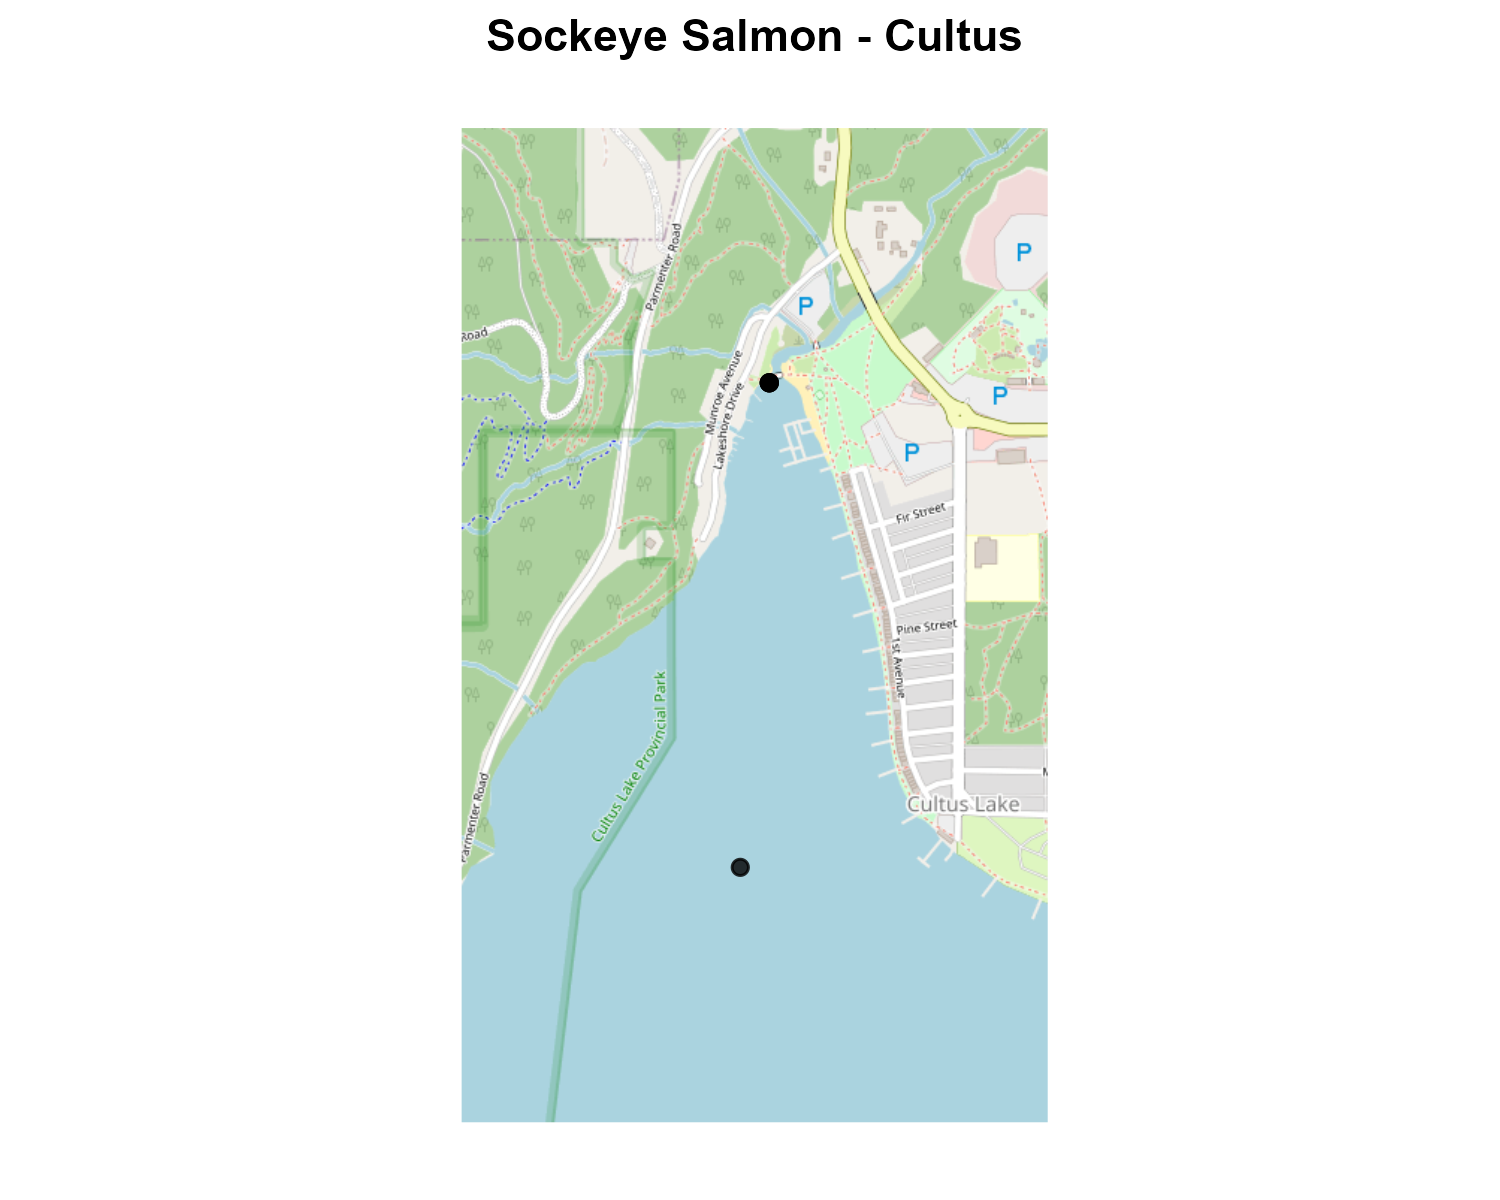 Sockeye Salmon - Cultus
Parmenter Road
P
P
Road
Munroe Avenue
Lakeshore Drive
P
P
Fir Street
Pine Street
1st Avenue
Cultus Lake Provincial Park
Parmenter Road
M
Cultus Lake